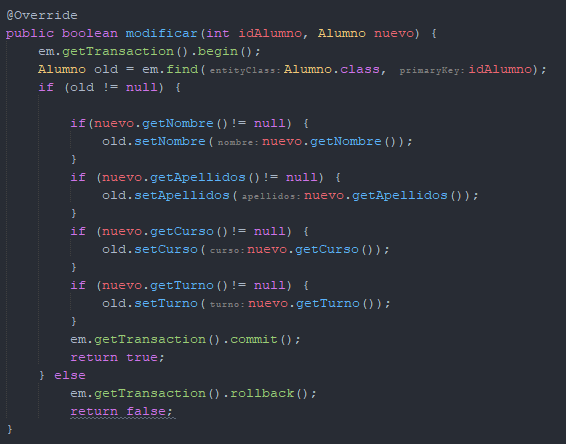 @Override
public boolean modificar(int idAlumno, Alumno nuevo) {
em.getTransaction().begin();
Alumno old = em.find( entityClass: Alumno.class, primaryKey: idAlumno);
if (old != null) {
if(nuevo.getNombre()!= null) {
old.setNombre( nombre: nuevo.getNombre());
}
if (nuevo.getApellidos()!= null) {
old.setApellidos( apellidos: nuevo.getApellidos());
}
if (nuevo.getCurso()!= null) {
old.setCurso( curso: nuevo.getCurso());
}
if (nuevo.getTurno()!= null) {
old.setTurno( turno: nuevo.getTurno());
}
em.getTransaction().commit();
return true;
} else
em.getTransaction().rollback();
return false;
}